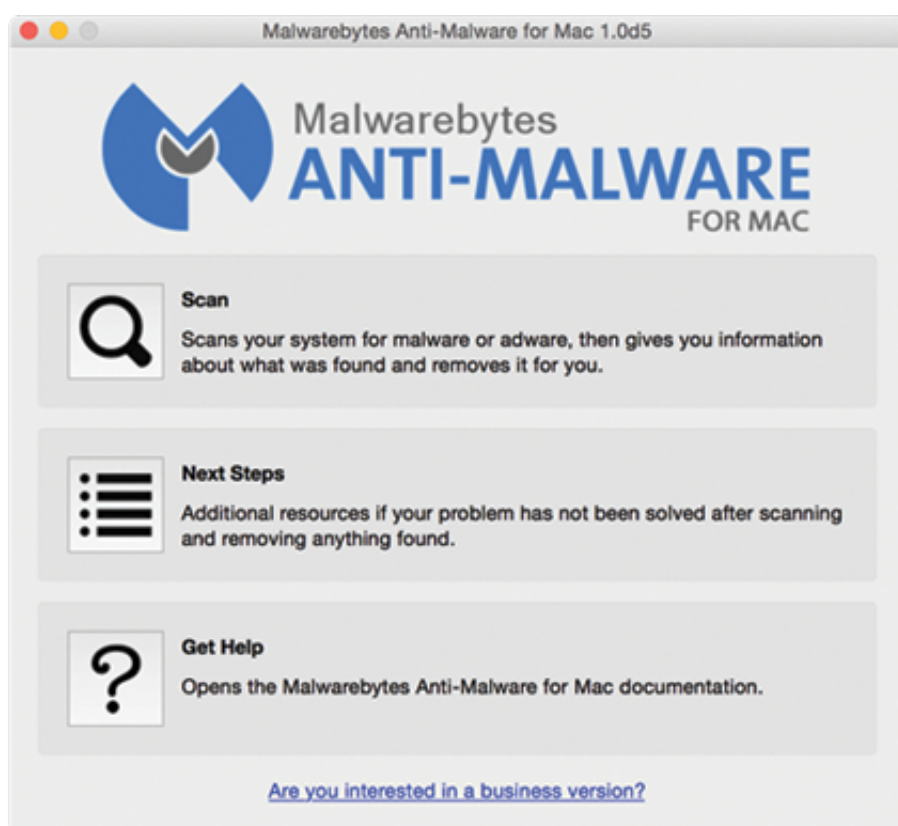 Malwarebytes Anti-Malware for Mac 1.0d5
Malwarebytes
ANTI-MALWARE
FOR MAC
Scan
Scans your system for malware or adware, then gives you information
about what was found and removes it for you.
Next Steps
Additional resources if your problem has not been solved after scanning
and removing anything found.
?
Get Help
Opens the Malwarebytes Anti-Malware for Mac documentation.
Are you interested in a business version?